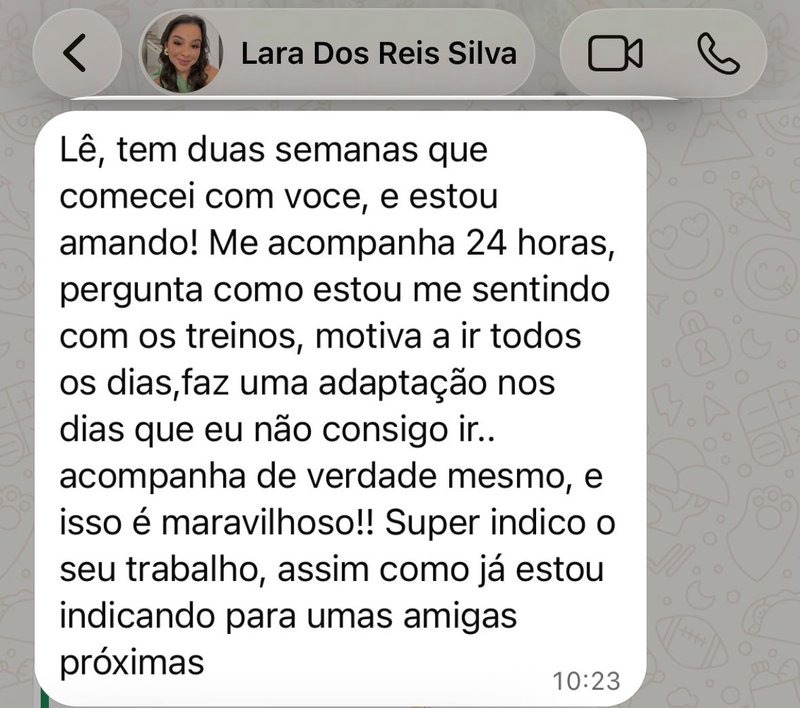 Lara Dos Reis Silva
Lê, tem duas semanas que
comecei com voce, e estou
amando! Me acompanha 24 horas,
pergunta como estou me sentindo
com os treinos, motiva a ir todos
os dias,faz uma adaptação nos
dias que eu não consigo ir..
acompanha de verdade mesmo, e
isso é maravilhoso!! Super indico o
seu trabalho, assim como já estou
indicando para umas amigas
próximas
10:23